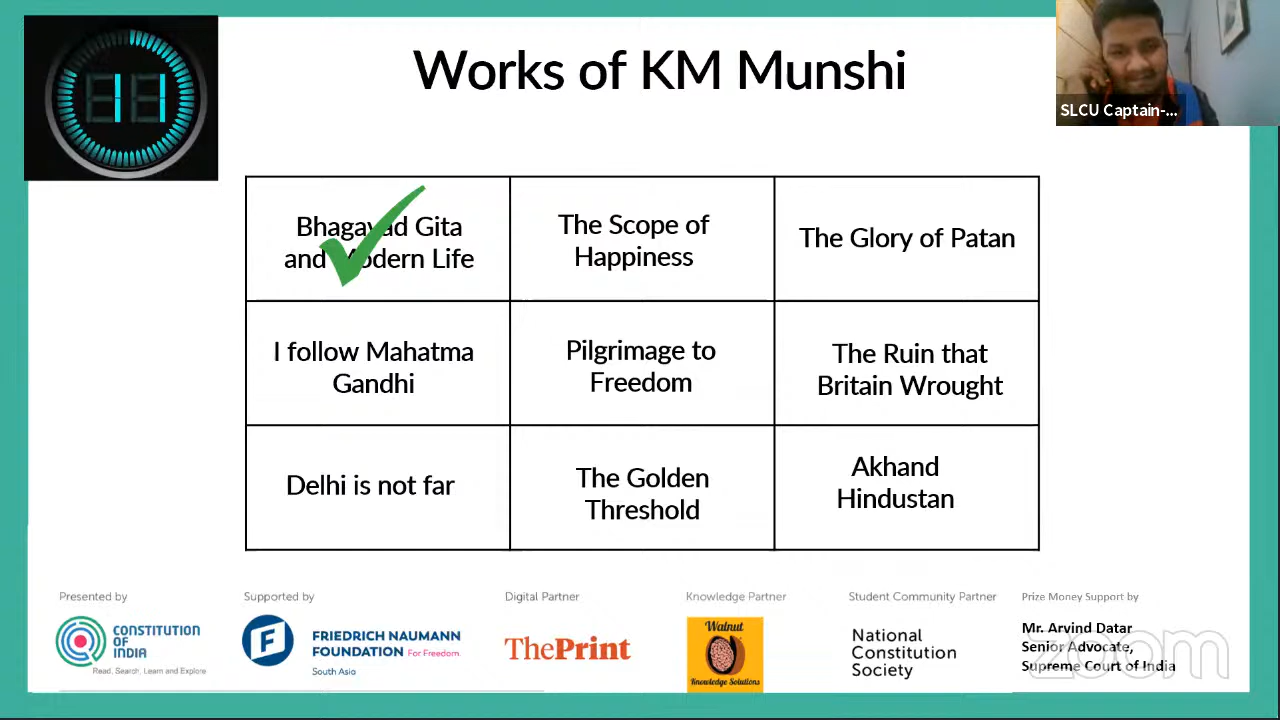 11
Works of KM Munshi
SLCU Captain-...
Bhagavad Gita
and Modern Life
The Scope of
Happiness
The Glory of Patan
I follow Mahatma
Gandhi
Pilgrimage to
Freedom
The Ruin that
Britain Wrought
Delhi is not far
The Golden
Threshold
Akhand
Hindustan
Presented by
CONSTITUTION
OF
INDIA
Read, Search, Learn and Explore
Supported by
F
FRIEDRICH NAUMANN
FOUNDATION For Freedom.
South Asia
Digital Partner
ThePrint
Knowledge Partner
Walnut
Knowledge Solutions
Student Community Partner
National
Constitution
Society
Prize Money Support by
Mr. Arvind Datar
Senior Advocate,
Supreme Court of India
zoom